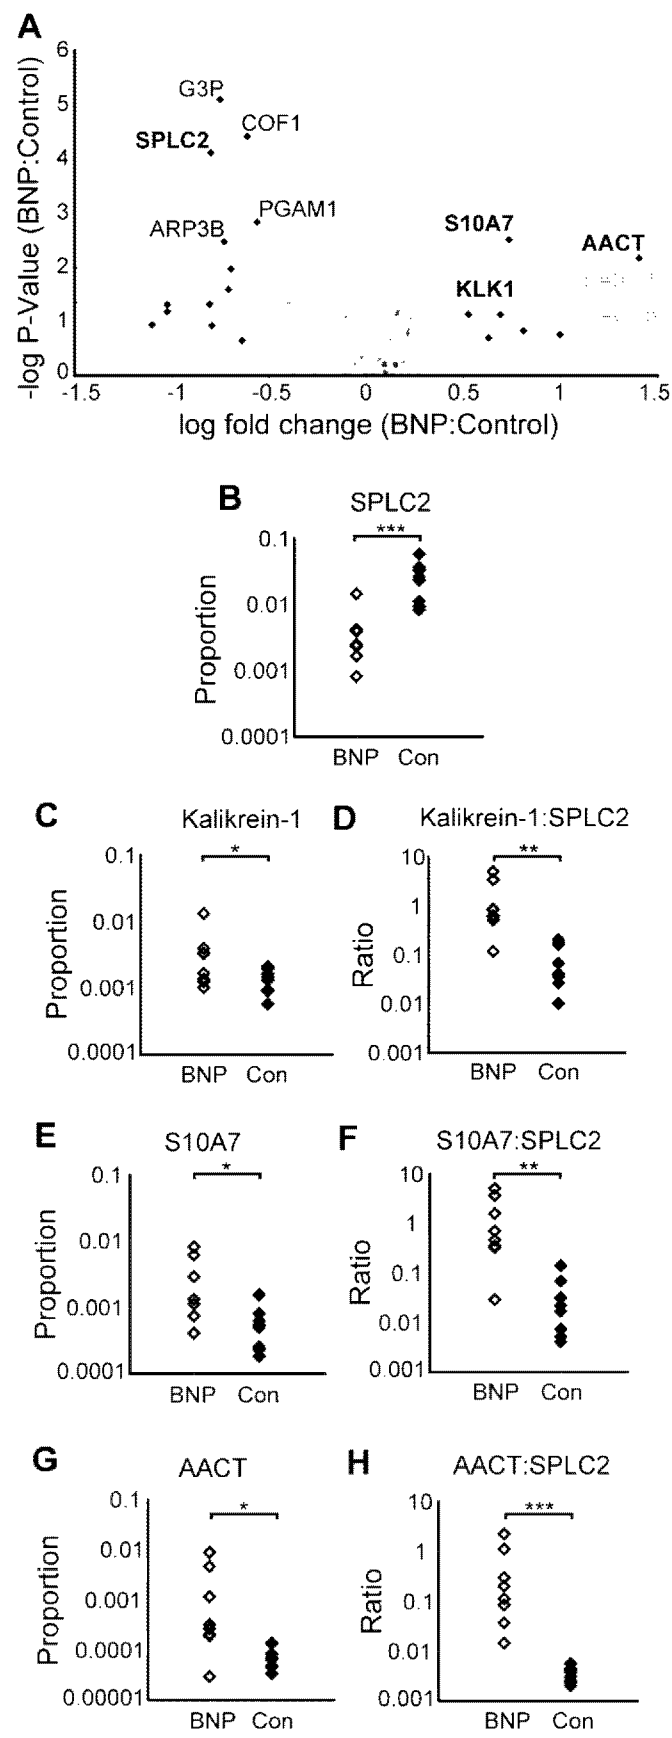 A
-log P-Value (BNP:Control)
6
5
4
3
2
1
0
G3P
COF1
SPLC2
PGAM1
ARP3B
S10A7
AACT
KLK1
-1.5 -1 -0.5 0 0.5 1 1.5
log fold change (BNP:Control)
B SPLC2
***
Proportion
0.1
0.01
0.001
0.0001
BNP Con
C Kalikrein-1
*
Proportion
0.1
0.01
0.001
0.0001
BNP Con
D Kalikrein-1:SPLC2
**
Ratio
10
1
0.1
0.01
0.001
BNP Con
E S10A7
*
Proportion
0.1
0.01
0.001
0.0001
BNP Con
F S10A7:SPLC2
**
Ratio
10
1
0.1
0.01
0.001
BNP Con
G AACT
*
Proportion
0.1
0.01
0.001
0.0001
0.00001
BNP Con
H AACT:SPLC2
***
Ratio
10
1
0.1
0.01
0.001
BNP Con